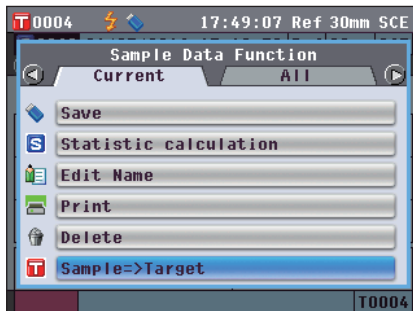 T0004 17:49:07 Ref 30mm SCE
Sample Data Function
Current All
Save
S Statistic calculation
Edit Name
Print
Delete
T Sample=>Target
T0004